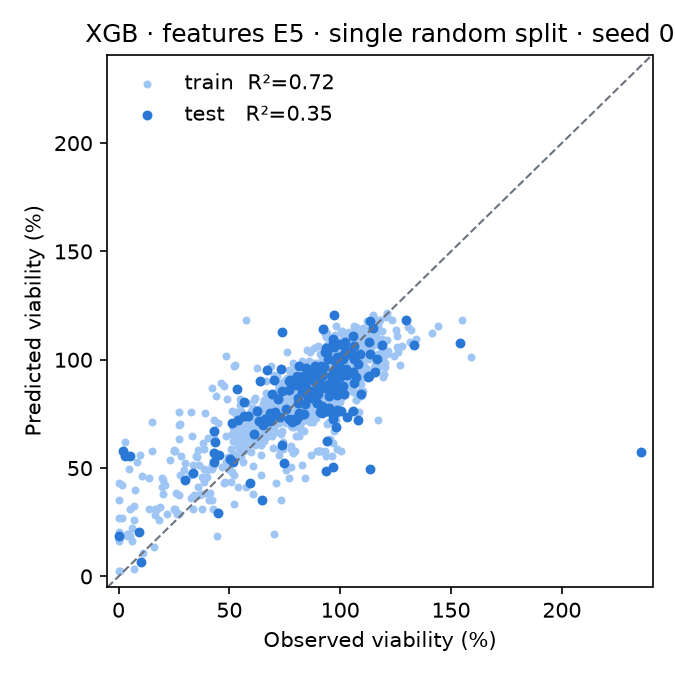 XGB · features E5 · single random split · seed 0
train R²=0.72
test R²=0.35
200
150
100
50
0
Predicted viability (%)
0 50 100 150 200
Observed viability (%)